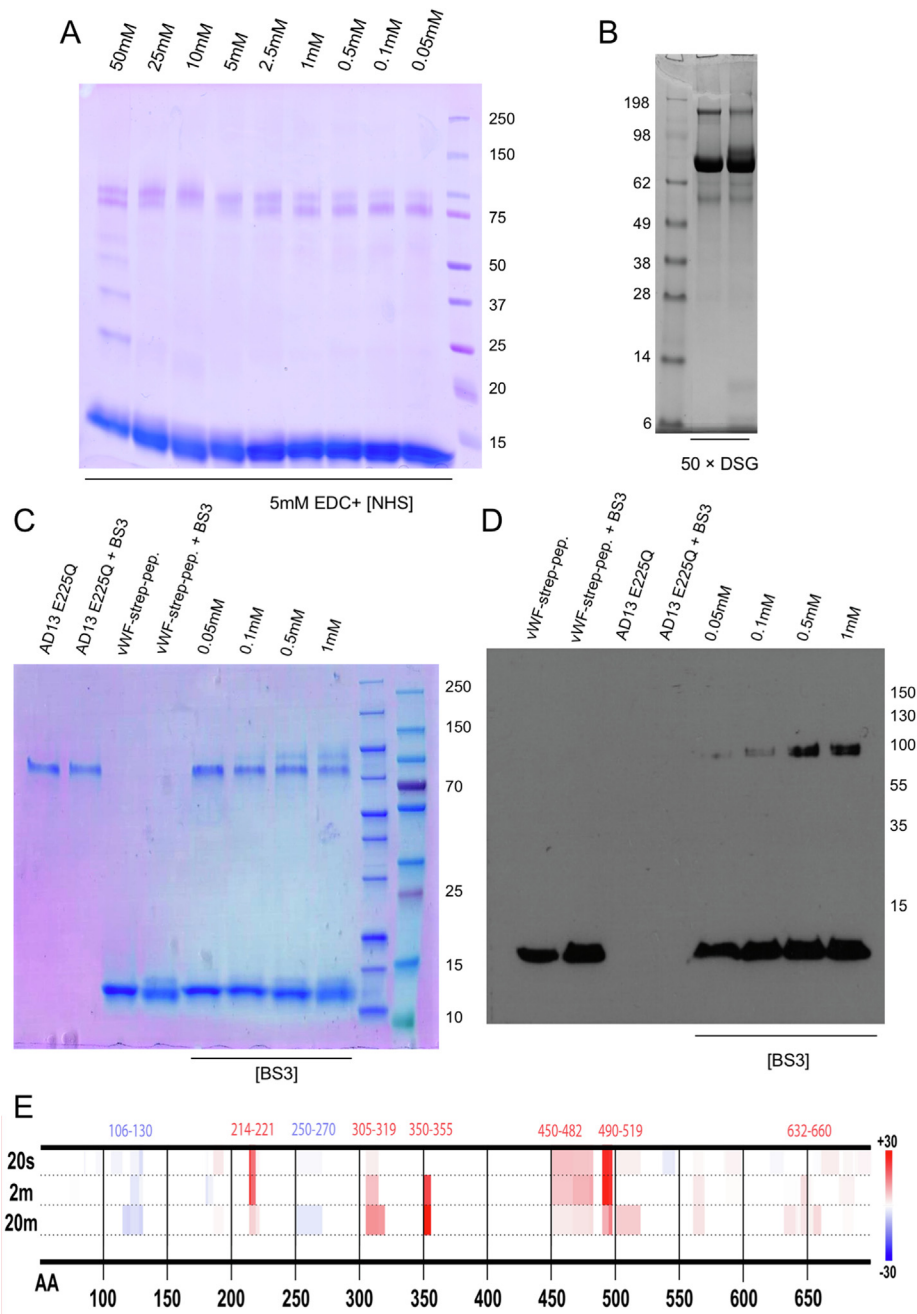 A
50mM 25mM 10mM 5mM 2.5mM 1mM 0.5mM 0.1mM 0.05mM
250
150
75
50
37
25
20
15
5mM EDC+ [NHS]
B
198
98
62
49
38
28
14
6
50 × DSG
C
AD13 E225Q
AD13 E225Q + BS3
vWF-strep-pep.
vWF-strep-pep. + BS3
0.05mM
0.1mM
0.5mM
1mM
250
150
70
25
15
10
[BS3]
D
vWF-strep-pep.
vWF-strep-pep. + BS3
AD13 E225Q
AD13 E225Q + BS3
0.05mM
0.1mM
0.5mM
1mM
150
130
100
55
35
15
[BS3]
E
106-130 214-221 250-270 305-319 350-355 450-482 490-519 632-660
+30
20s
2m
20m
-30
AA 100 150 200 250 300 350 400 450 500 550 600 650